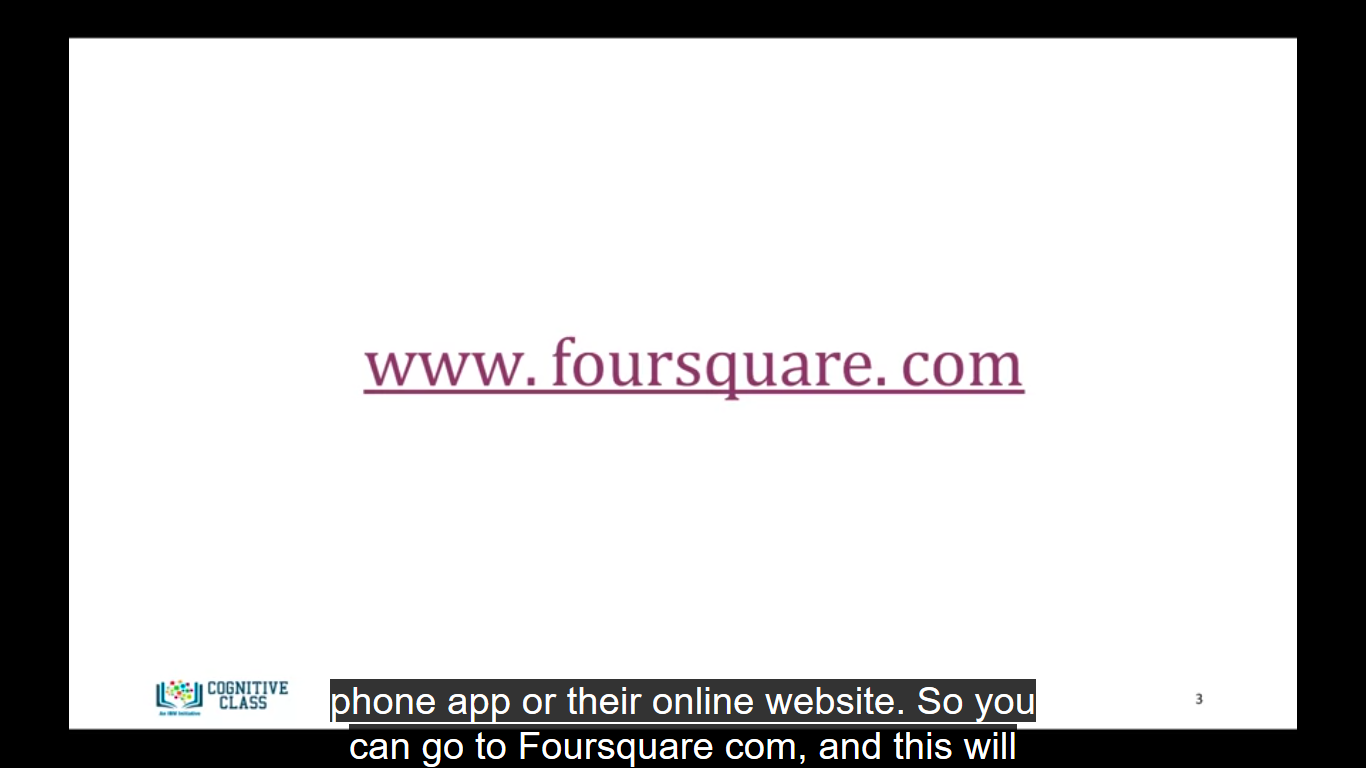 www. foursquare. com
COGNITIVE
CLASS
An IBM Initiative
phone app or their online website. So you
can go to Foursquare com, and this will
3